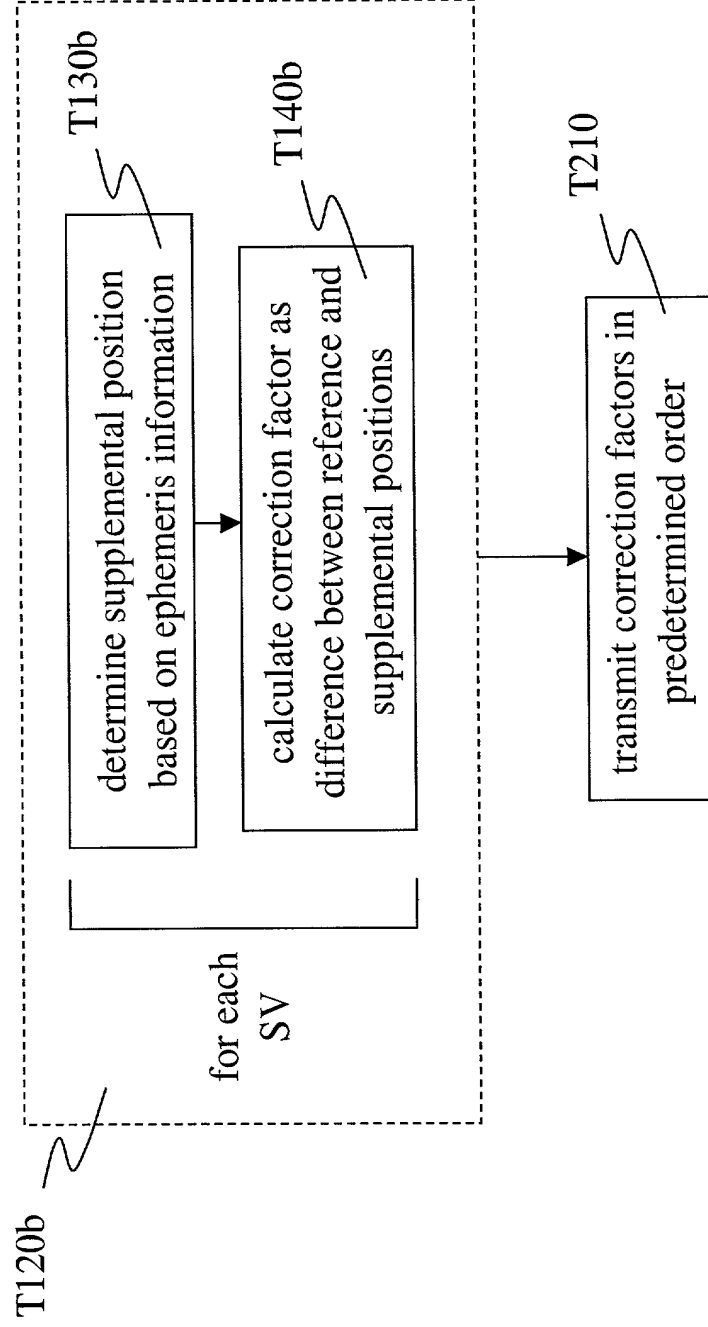 T120b
for each
SV
determine supplemental position
based on ephemeris information
T130b
calculate correction factor as
difference between reference and
supplemental positions
T140b
transmit correction factors in
predetermined order
T210